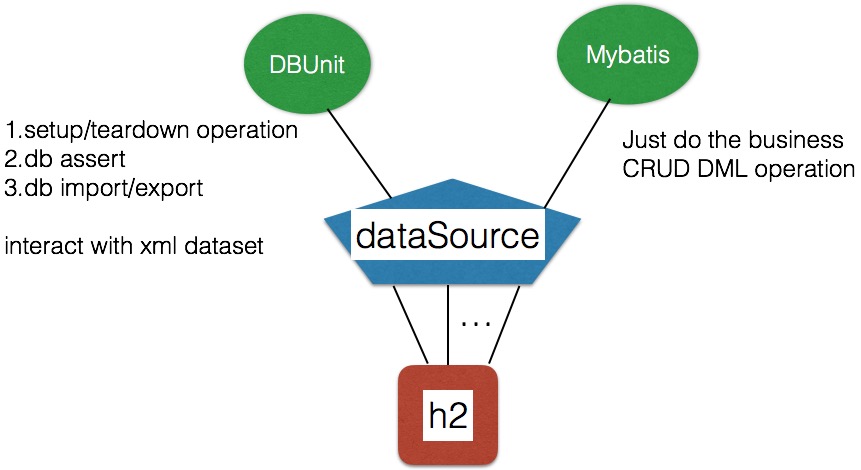 DBUnit
Mybatis
1.setup/teardown operation
2.db assert
3.db import/export
interact with xml dataset
Just do the business
CRUD DML operation
dataSource
...
h2